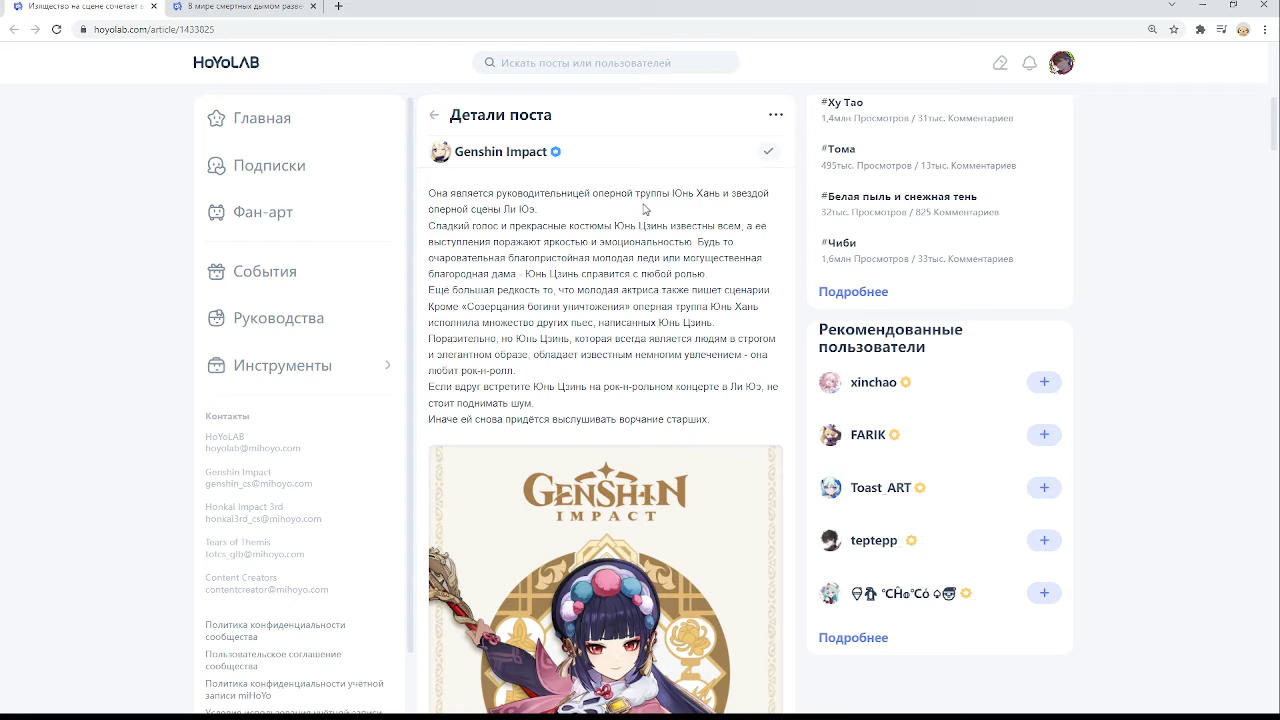 Изящество на сцене сочетает в
В мире смертных дымом разве
hoyolab.com/article/1433825
HoYoLAB
Искать посты или пользователей
Главная
Подписки
Фан-арт
События
Руководства
Инструменты
Контакты
HoYoLAB
hoyolab@mihoyo.com
Genshin Impact
genshin_cs@mihoyo.com
Honkai Impact 3rd
honkai3rd_cs@mihoyo.com
Tears of Themis
totcs_glb@mihoyo.com
Content Creators
contentcreator@mihoyo.com
Политика конфиденциальности
сообщества
Пользовательское соглашение
сообщества
Политика конфиденциальности учётной
записи miHoYo
Условия использования учётной записи
Детали поста
Genshin Impact
Она является руководительницей оперной труппы Юнь Хань и звездой
оперной сцены Ли Юэ.
Сладкий голос и прекрасные костюмы Юнь Цзинь известны всем, а ее
выступления поражают яркостью и эмоциональностью. Будь то
очаровательная благопристойная молодая леди или могущественная
благородная дама - Юнь Цзинь справится с любой ролью.
Ещё большая редкость то, что молодая актриса также пишет сценарии.
Кроме «Созерцания богини уничтожения» оперная труппа Юнь Хань
исполнила множество других пьес, написанных Юнь Цзинь.
Поразительно, но Юнь Цзинь, которая всегда является людям в строгом
и элегантном образе, обладает известным немногим увлечением - она
любит рок-н-ролл.
Если вдруг встретите Юнь Цзинь на рок-н-рольном концерте в Ли Юэ, не
стоит поднимать шум.
Иначе ей снова придётся выслушивать ворчание старших.
GENSHIN
IMPACT
#Ху Тао
1,4млн Просмотров / 31тыс. Комментариев
#Тома
495тыс. Просмотров / 13тыс. Комментариев
#Белая пыль и снежная тень
32тыс. Просмотров / 825 Комментариев
#Чиби
1,6млн Просмотров / 33тыс. Комментариев
Подробнее
Рекомендованные
пользователи
xinchao
FARIK
Toast_ART
teptepp_
Подробнее